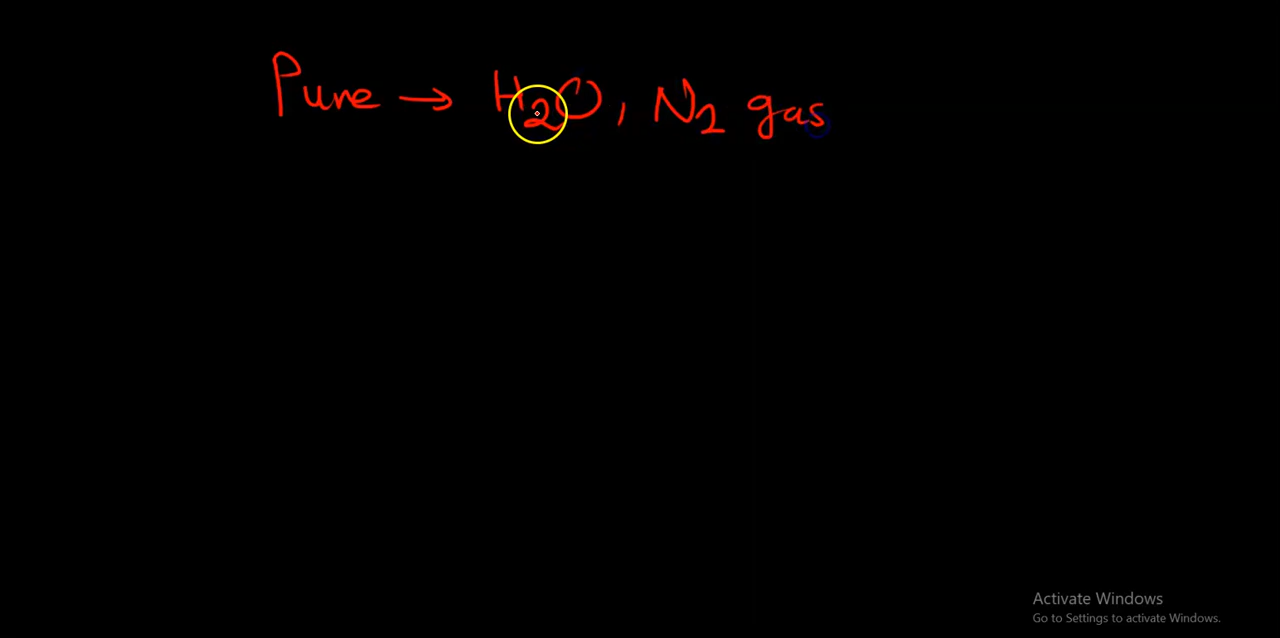 Pure → H₂O, N₂ gas
Activate Windows
Go to Settings to activate Windows.